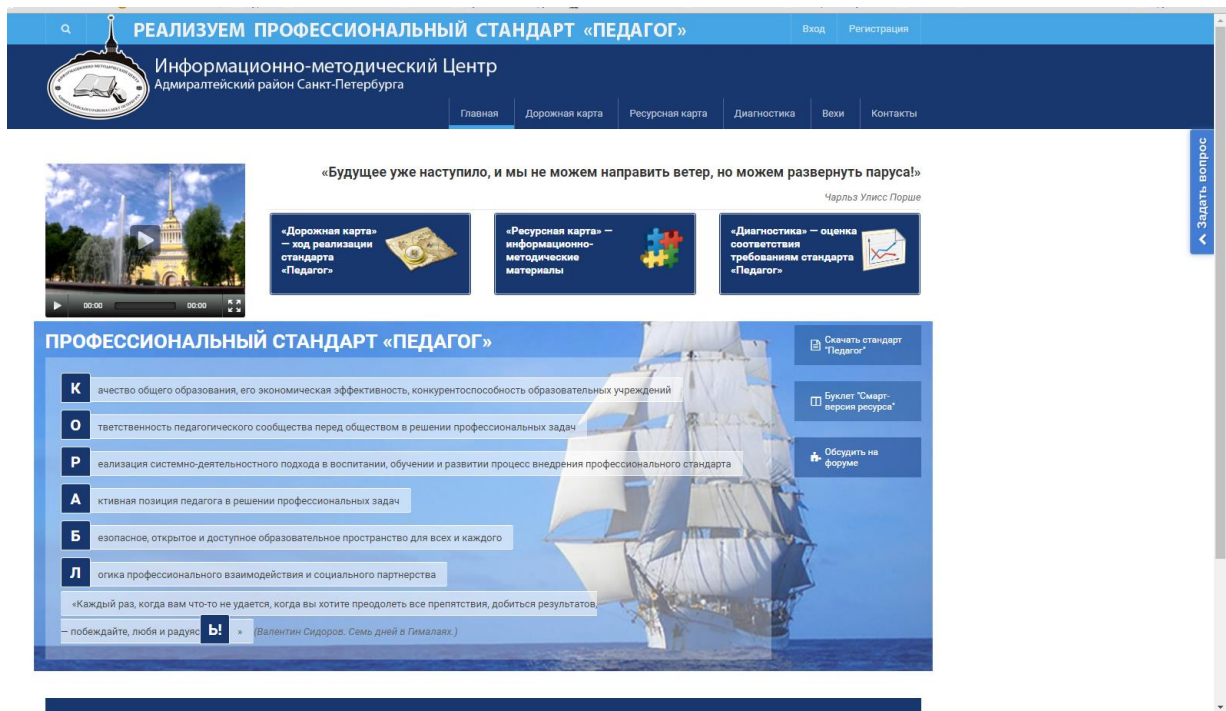 РЕАЛИЗУЕМ ПРОФЕССИОНАЛЬНЫЙ СТАНДАРТ «ПЕДАГОГ»
Вход Регистрация
Информационно-методический Центр
Адмиралтейский район Санкт-Петербурга
Главная Дорожная карта Ресурсная карта Диагностика Вехи Контакты
Задать вопрос
«Будущее уже наступило, и мы не можем направить ветер, но можем развернуть паруса!»
Чарльз Улисс Порше
«Дорожная карта»
— ход реализации
стандарта
«Педагог»
«Ресурсная карта» —
информационно-
методические
материалы
«Диагностика» — оценка
соответствия
требованиям стандарта
«Педагог»
00:00 00:00
ПРОФЕССИОНАЛЬНЫЙ СТАНДАРТ «ПЕДАГОГ»
Скачать стандарт
"Педагог"
Буклет "Смарт-
версия ресурса"
Обсудить на
форуме
К ачество общего образования, его экономическая эффективность, конкурентоспособность образовательных учреждений
О тветственность педагогического сообщества перед обществом в решении профессиональных задач
Р еализация системно-деятельностного подхода в воспитании, обучении и развитии процесс внедрения профессионального стандарта
А ктивная позиция педагога в решении профессиональных задач
Б езопасное, открытое и доступное образовательное пространство для всех и каждого
Л огика профессионального взаимодействия и социального партнерства
«Каждый раз, когда вам что-то не удается, когда вы хотите преодолеть все препятствия, добиться результатов,
— побеждайте, любя и радуяс Ь! » (Валентин Сидоров. Семь дней в Гималаях.)